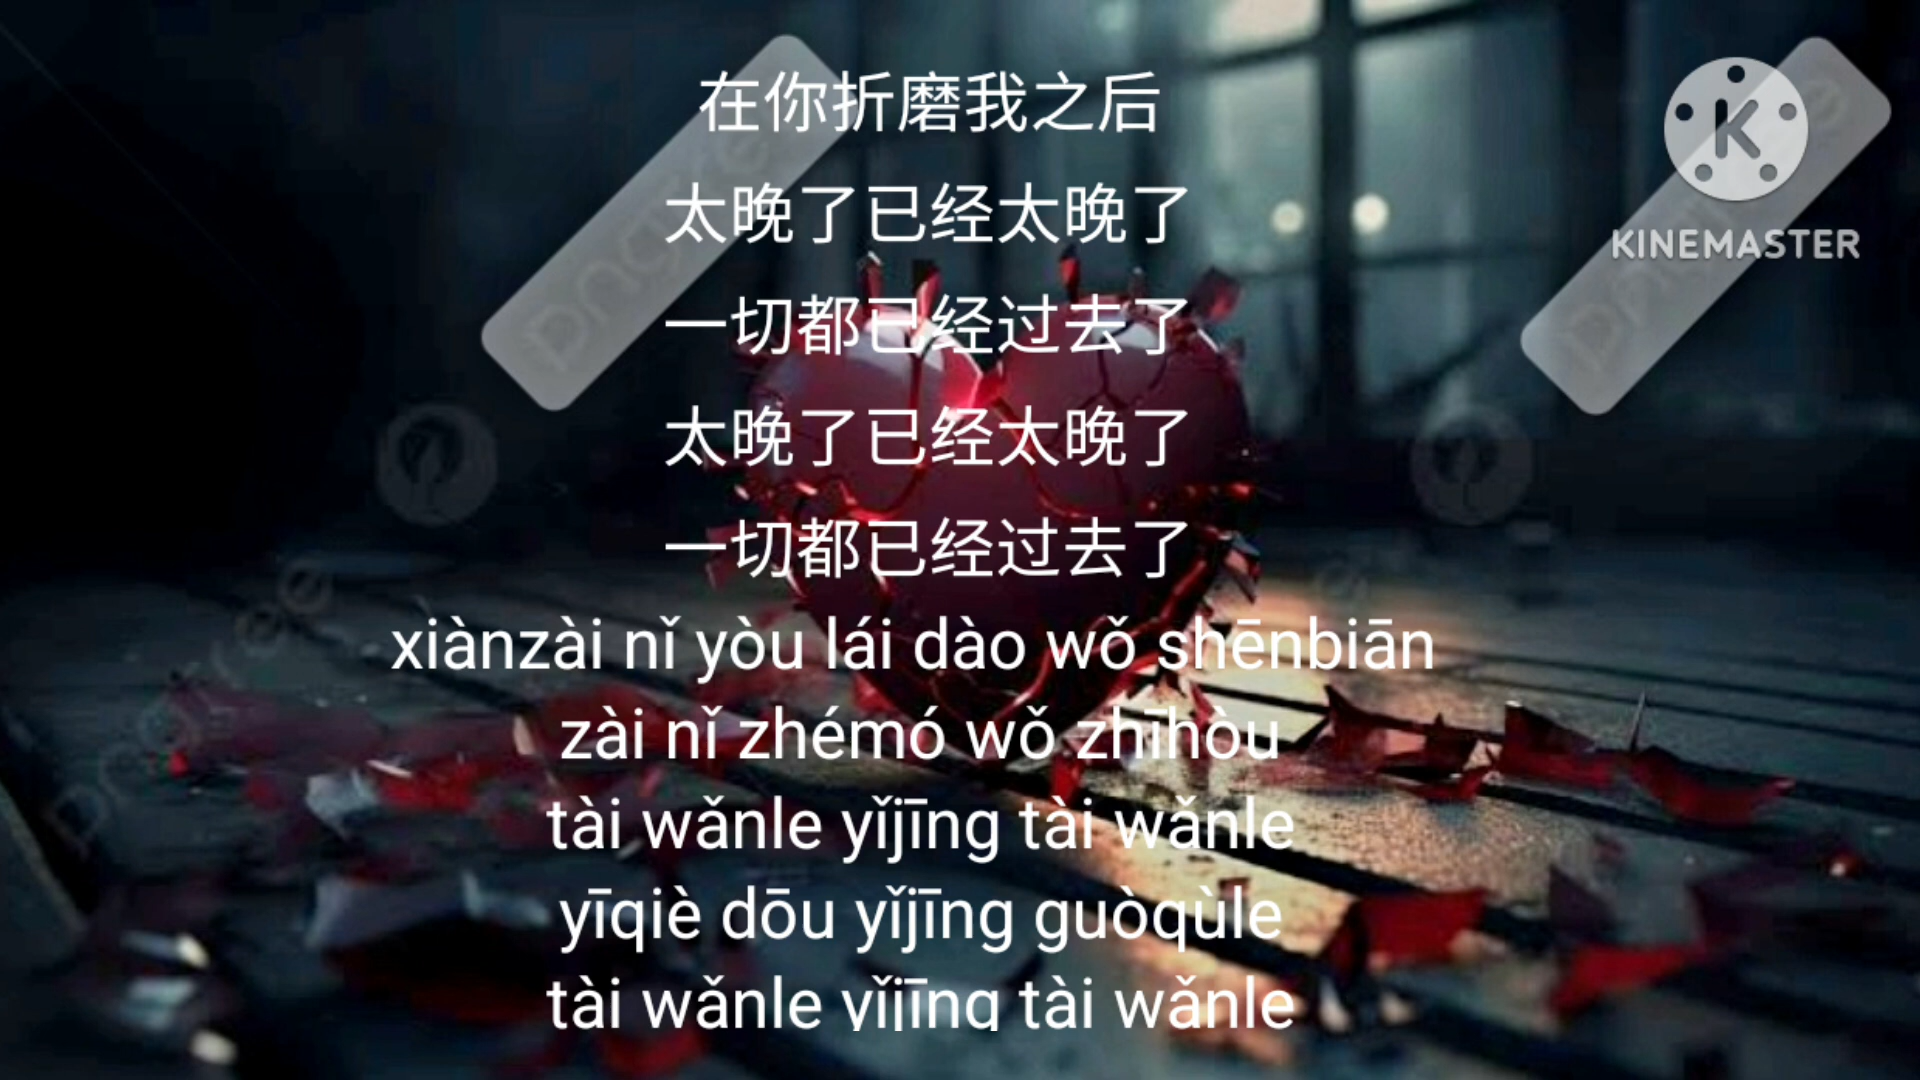 在你折磨我之后
太晚了已经太晚了
一切都已经过去了
太晚了已经太晚了
一切都已经过去了
xiànzài nǐ yòu lái dào wǒ shēnbiān
zài nǐ zhémó wǒ zhīhòu
tài wǎnle yǐjīng tài wǎnle
yīqiè dōu yǐjīng guòqùle
tài wǎnle yǐjīng tài wǎnle
K
KINEMASTER
pngtree